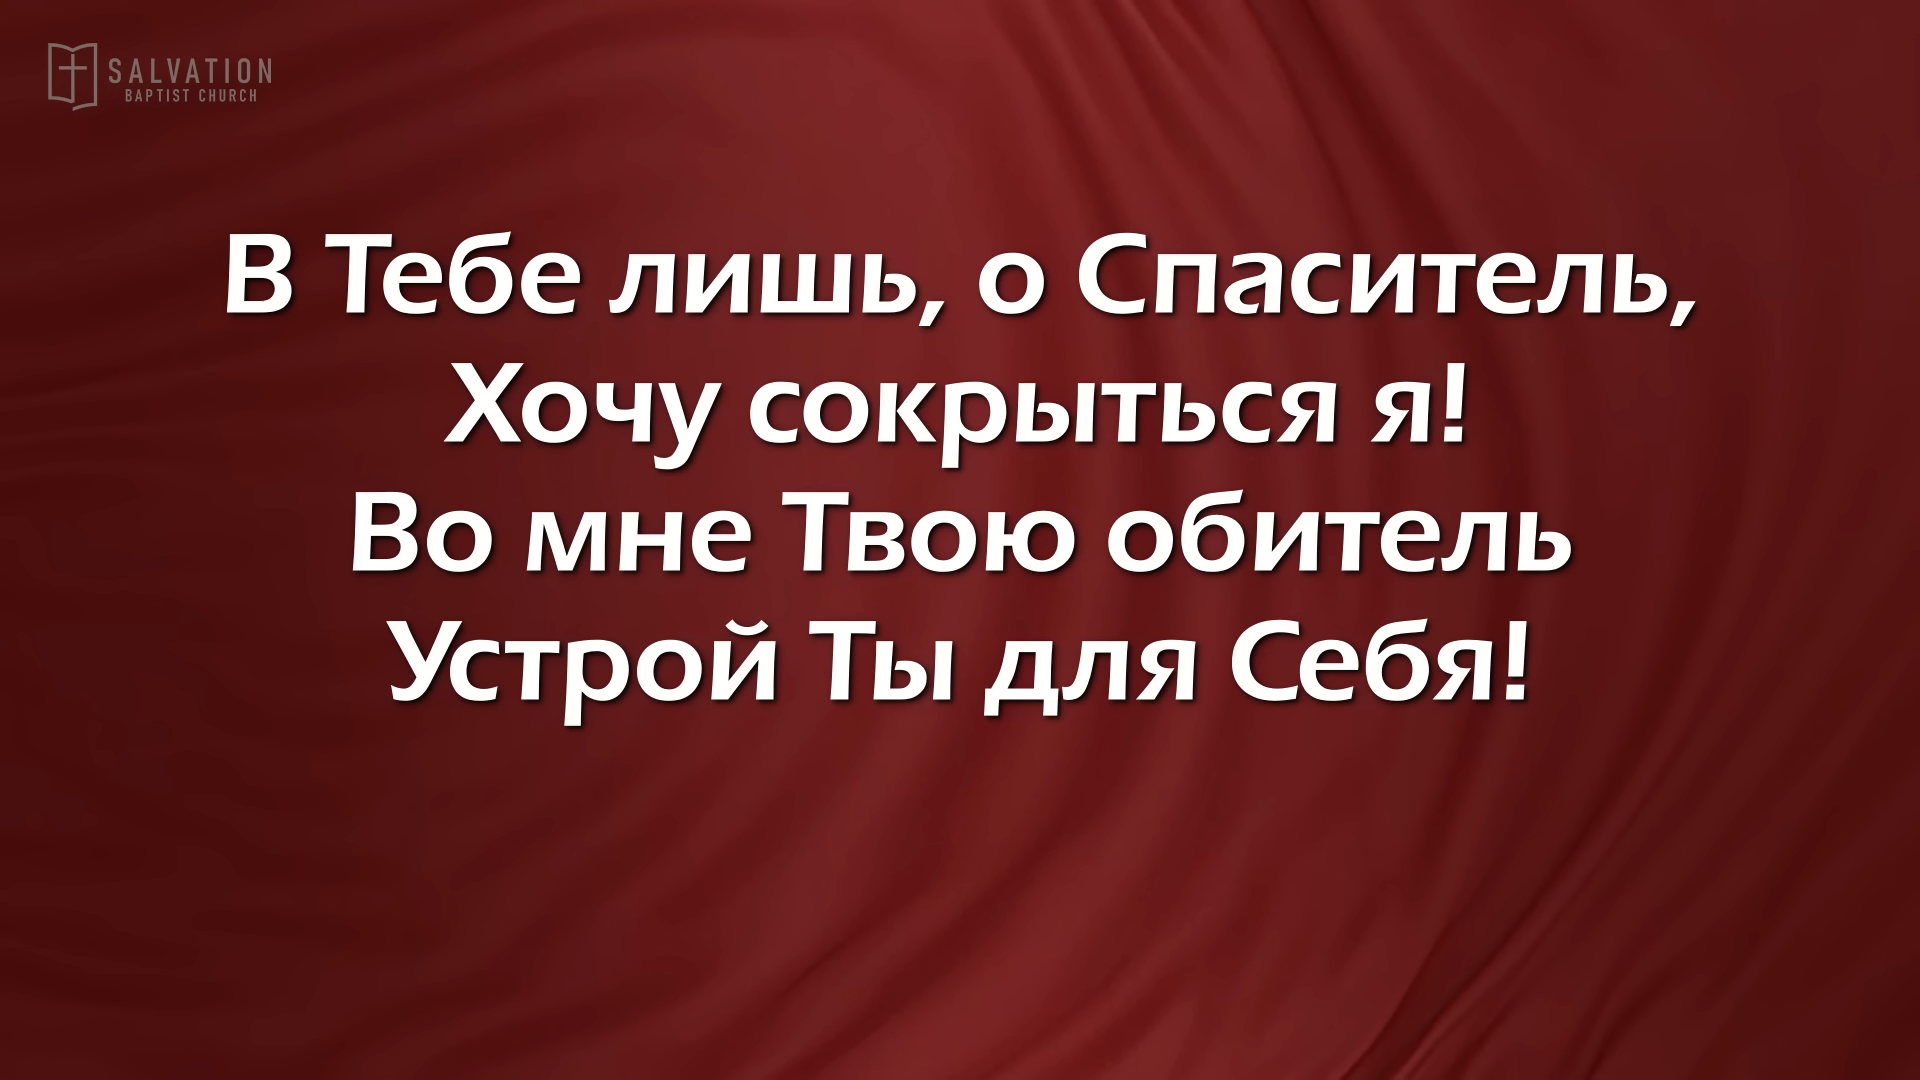 SALVATION
BAPTIST CHURCH
В Тебе лишь, о Спаситель,
Хочу сокрыться я!
Во мне Твою обитель
Устрой Ты для Себя!